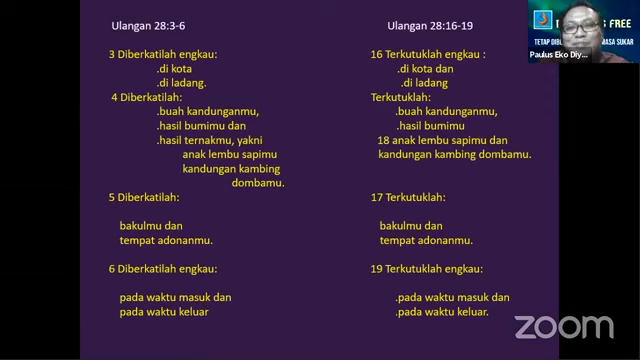 Ulangan 28:3-6
3 Diberkatilah engkau:
.di kota
.di ladang.
4 Diberkatilah:
.buah kandunganmu,
.hasil bumimu dan
.hasil ternakmu, yakni
anak lembu sapimu
kandungan kambing
dombamu.
5 Diberkatilah:
bakulmu dan
tempat adonanmu.
6 Diberkatilah engkau:
pada waktu masuk dan
pada waktu keluar
Ulangan 28:16-19
16 Terkutuklah engkau :
.di kota dan
.di ladang
Terkutuklah:
.buah kandunganmu,
.hasil bumimu
18 anak lembu sapimu dan
kandungan kambing dombamu.
17 Terkutuklah:
bakulmu dan
tempat adonanmu.
19 Terkutuklah engkau:
.pada waktu masuk dan
.pada waktu keluar.
FREE
TETAP
SUKAR
Paulus Eko Diy...
zoom